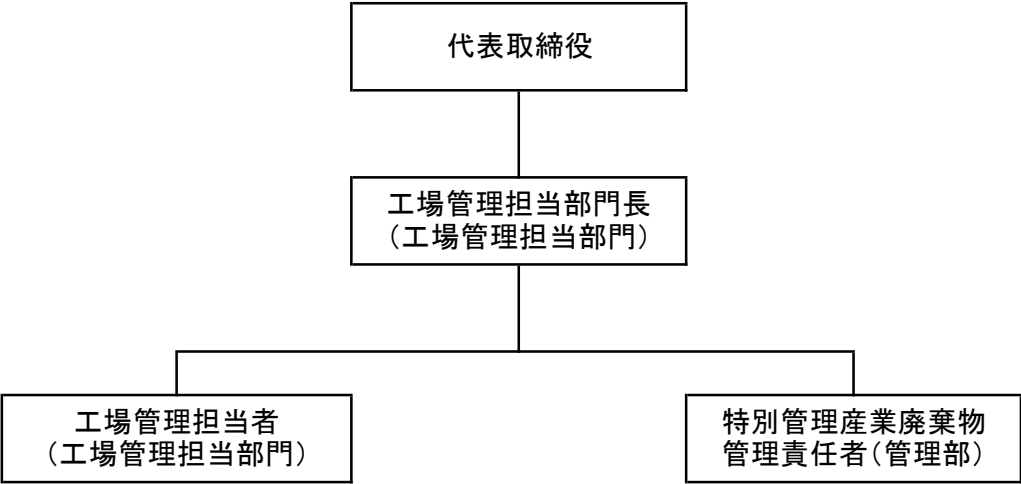 代表取締役
工場管理担当部門長
（工場管理担当部門）
工場管理担当者
（工場管理担当部門）
特別管理産業廃棄物
管理責任者（管理部）